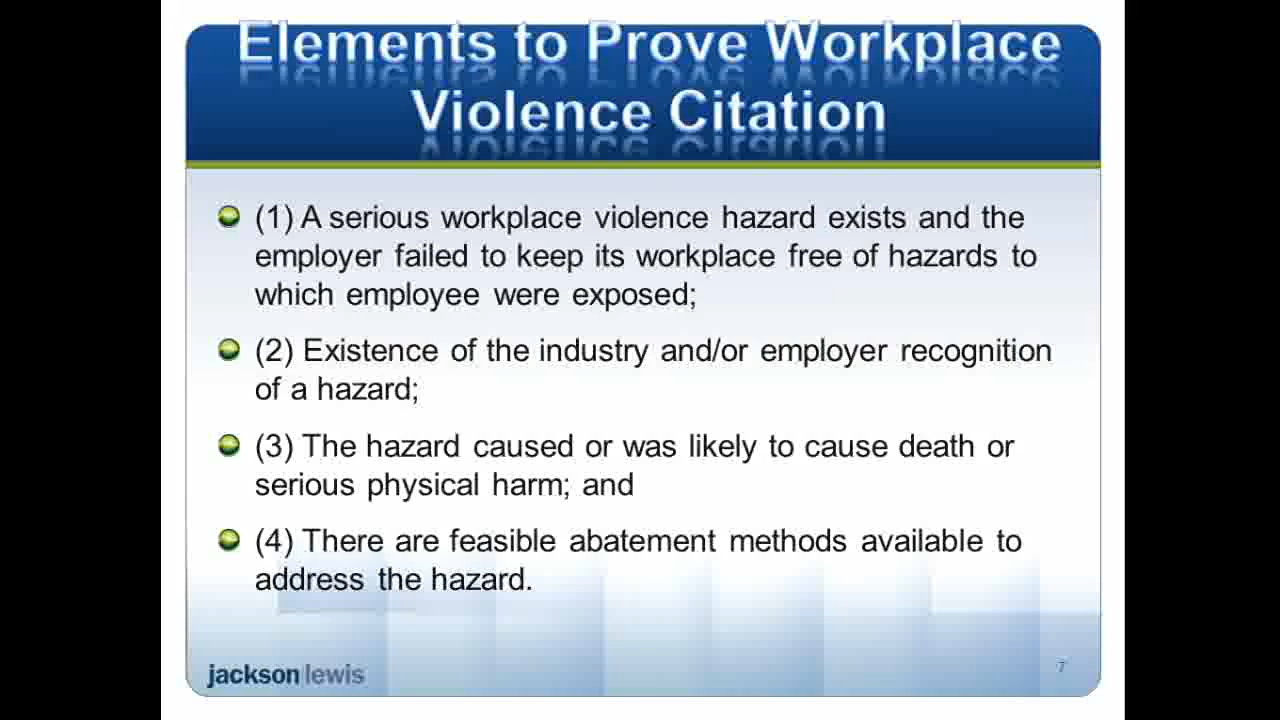 Elements to Prove Workplace
Violence Citation
(1) A serious workplace violence hazard exists and the
employer failed to keep its workplace free of hazards to
which employee were exposed;
(2) Existence of the industry and/or employer recognition
of a hazard;
(3) The hazard caused or was likely to cause death or
serious physical harm; and
(4) There are feasible abatement methods available to
address the hazard.
jackson lewis
7